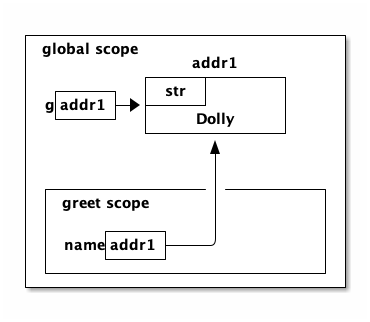 global scope
addr1
str
g addr1
Dolly
greet scope
name addr1